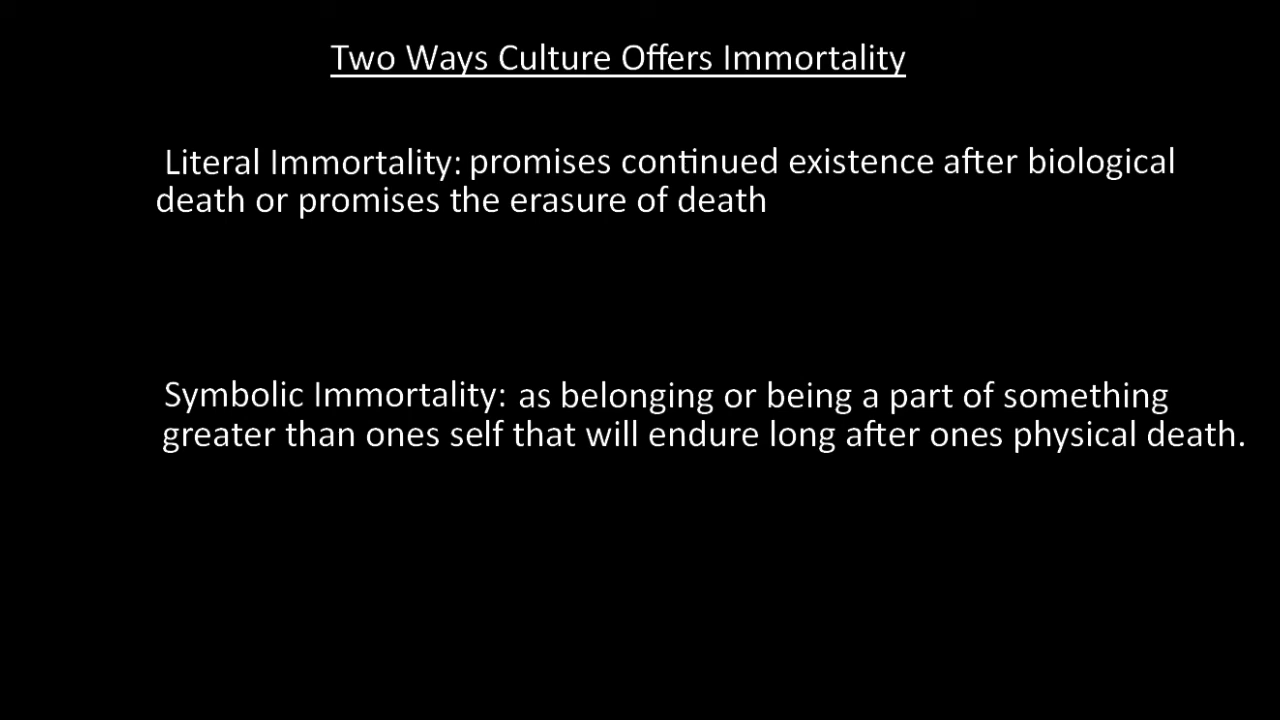 Two Ways Culture Offers Immortality
Literal Immortality: promises continued existence after biological
death or promises the erasure of death
Symbolic Immortality: as belonging or being a part of something
greater than ones self that will endure long after ones physical death.